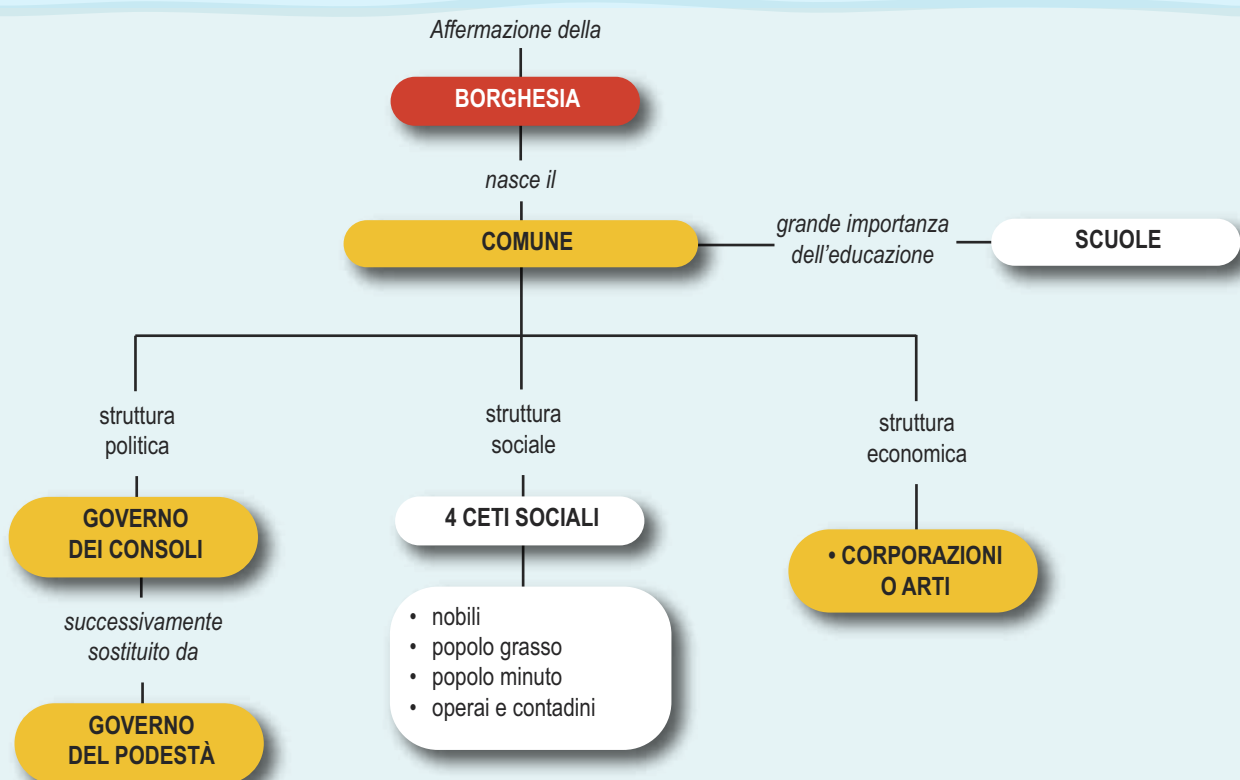 Affermazione della
BORGHESIA
nasce il
COMUNE
grande importanza
dell'educazione
SCUOLE
struttura
politica
GOVERNO
DEI CONSOLI
successivamente
sostituito da
GOVERNO
DEL PODESTÀ
struttura
sociale
4 CETI SOCIALI
• nobili
• popolo grasso
• popolo minuto
• operai e contadini
struttura
economica
• CORPORAZIONI
O ARTI